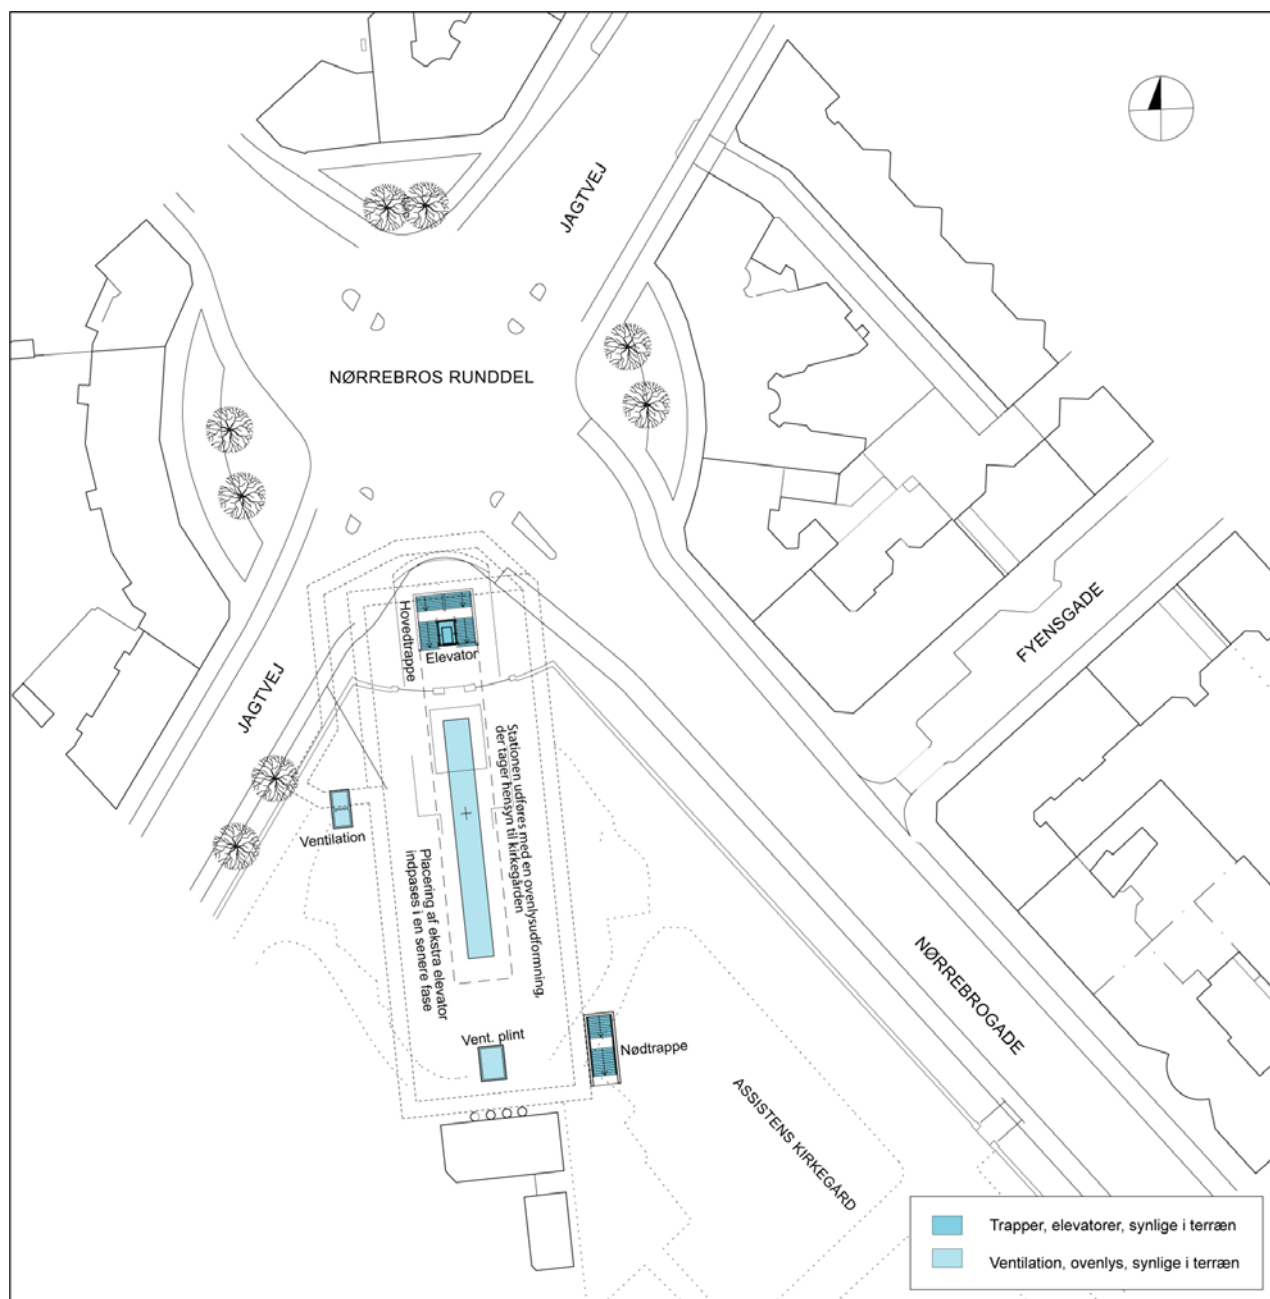 JAGTVEJ
NØRREBROS RUNDDEL
Hovedtrappe
Elevator
JAGTVEJ
FYENSGADE
Stationen udføres med en ovenlysudformning,
der tager hensyn til kirkegården
Ventilation
Placering af ekstra elevator
indpases i en senere fase
NØRREBROGADE
Vent. plint
Nødtrappe
ASSISTENS KIRKEGÅRD
Trapper, elevatorer, synlige i terræn
Ventilation, ovenlys, synlige i terræn